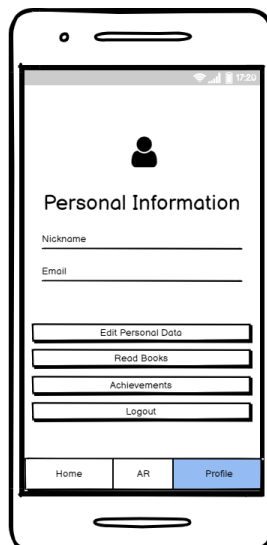 17:20
Personal Information
Nickname
Email
Edit Personal Data
Read Books
Achievements
Logout
Home AR Profile